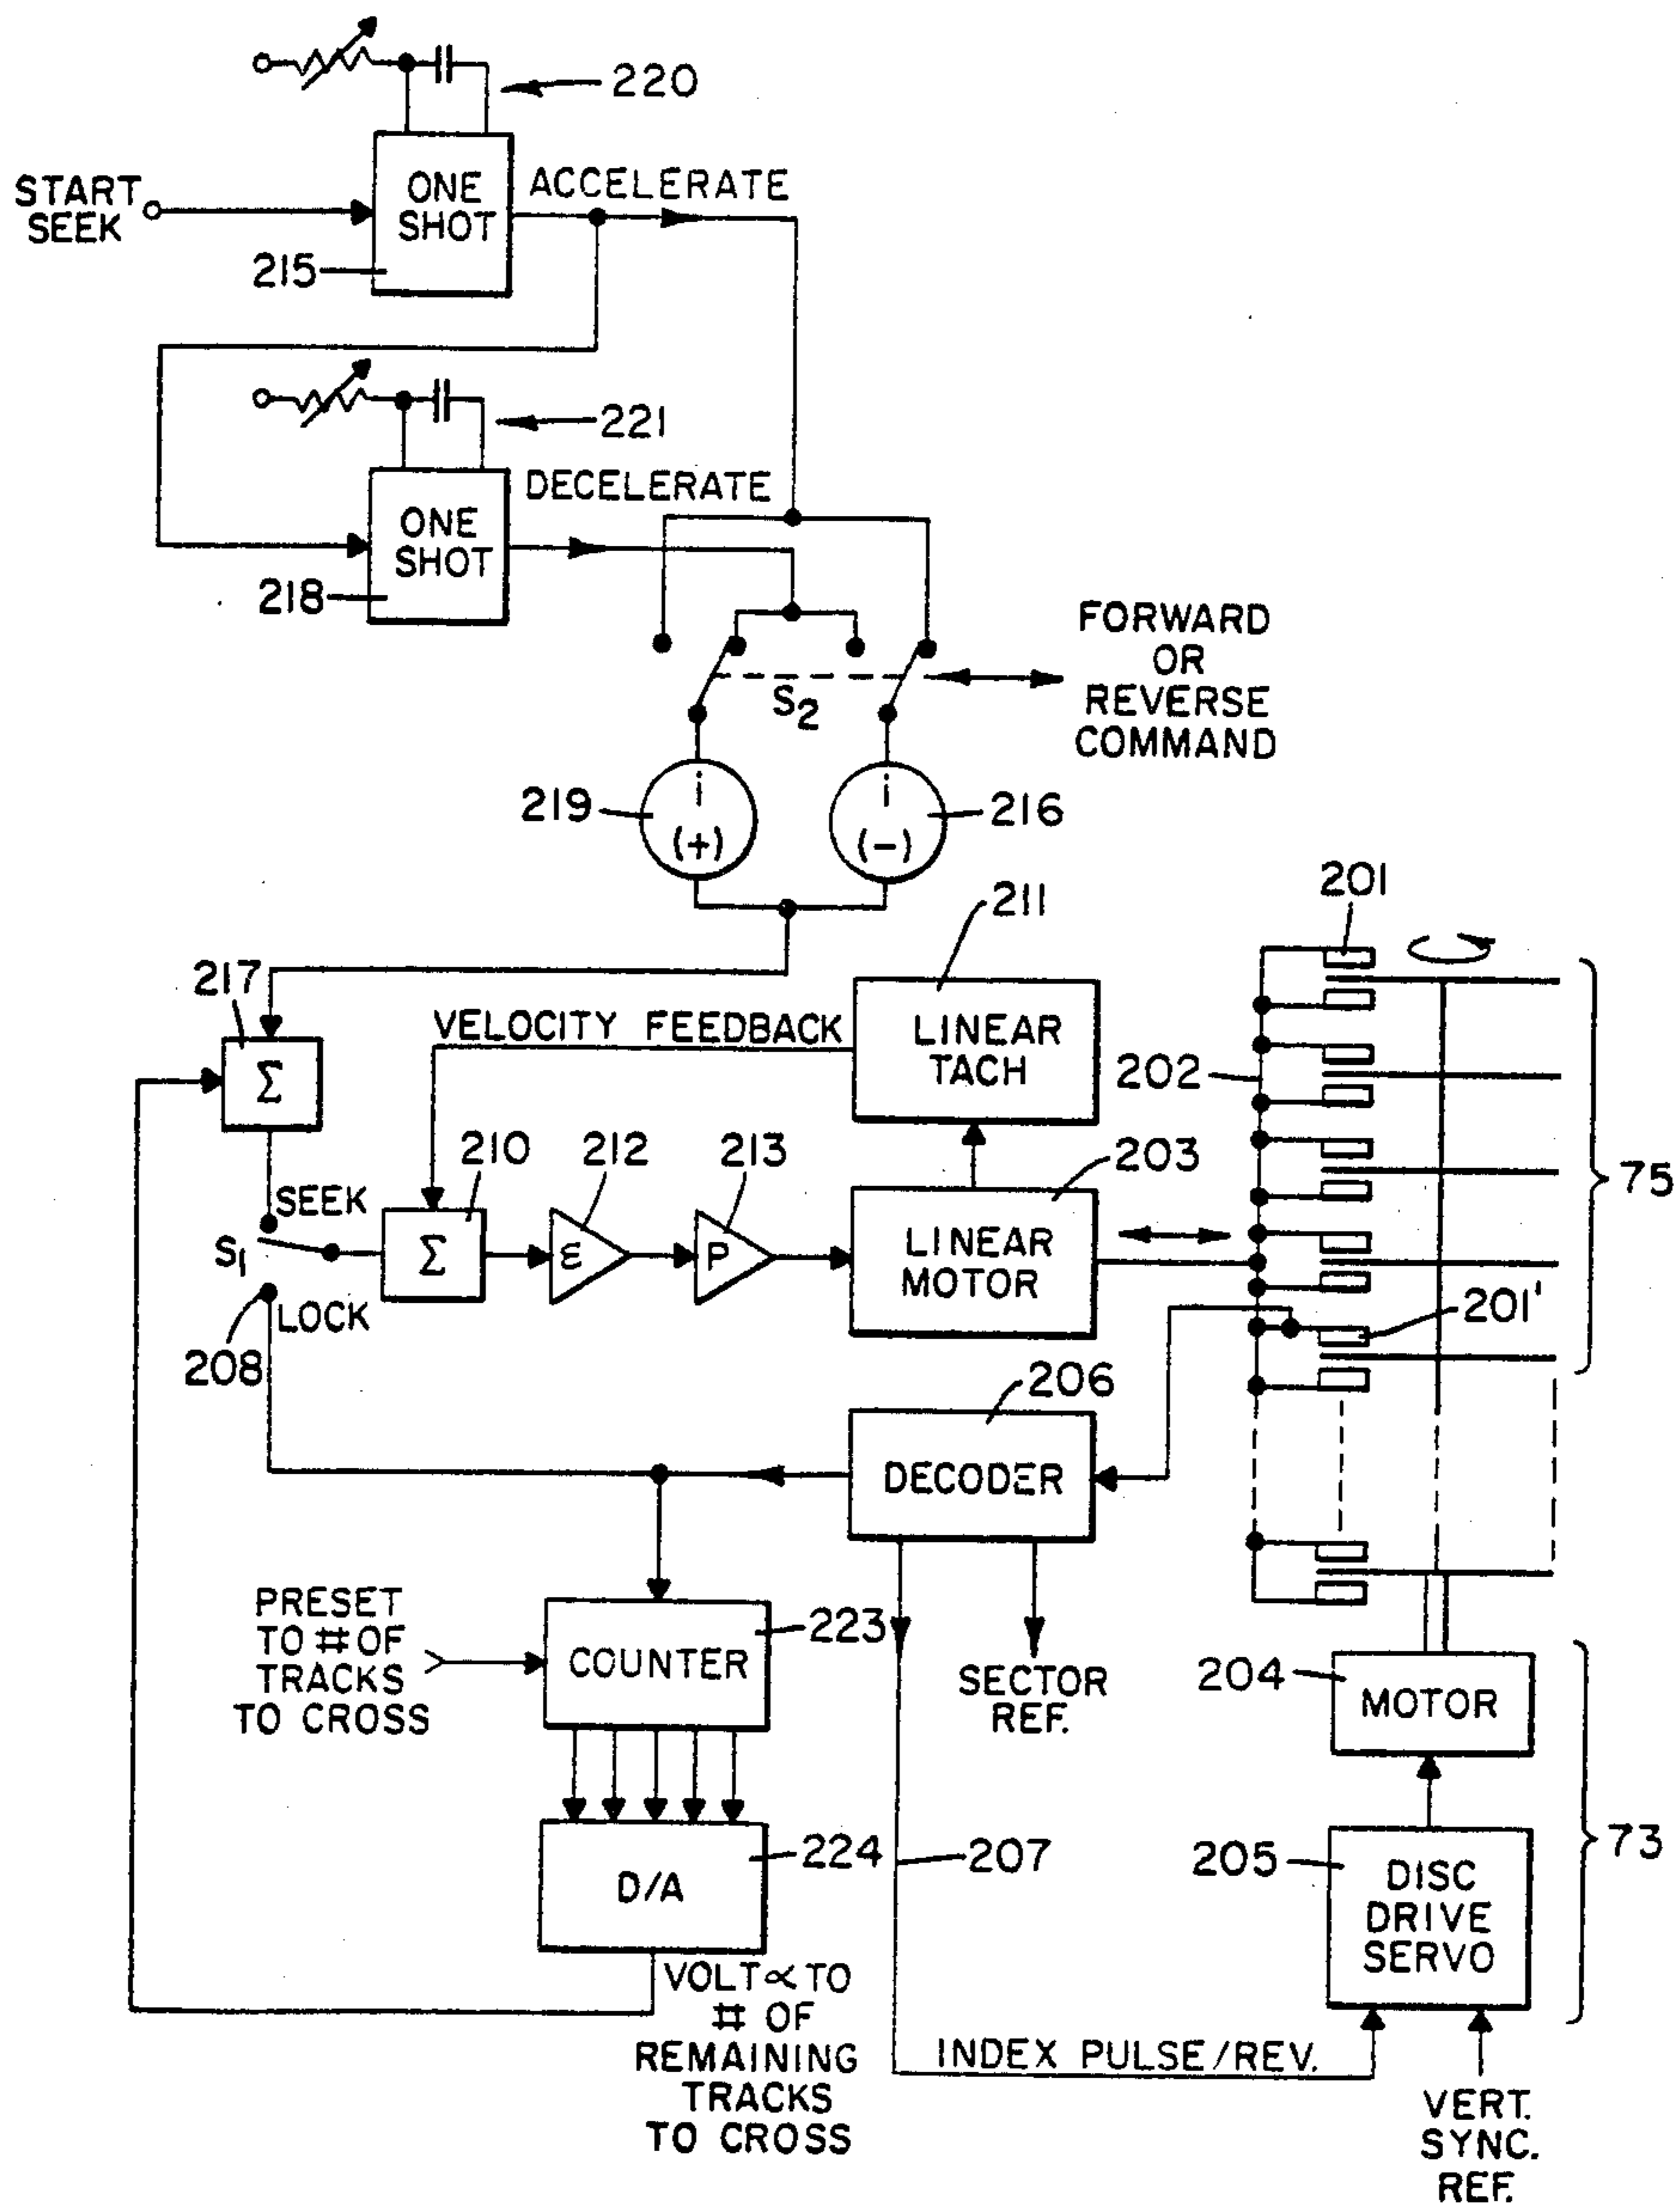 220
START
SEEK
ONE
SHOT
ACCELERATE
215
221
DECELERATE
ONE
SHOT
218
FORWARD
OR
REVERSE
COMMAND
S2
219
i
(+)
i
(-)
216
201
211
217
VELOCITY FEEDBACK
LINEAR
TACH
202
Σ
210
212
213
203
75
SEEK
S1
Σ
ε
P
LINEAR
MOTOR
LOCK
208
201'
206
DECODER
PRESET
TO # OF
TRACKS
TO CROSS
223
COUNTER
SECTOR
REF.
204
MOTOR
224
D/A
207
205
DISC
DRIVE
SERVO
73
VOLT ∝ TO
# OF
REMAINING
TRACKS
TO CROSS
INDEX PULSE/REV.
VERT.
SYNC.
REF.